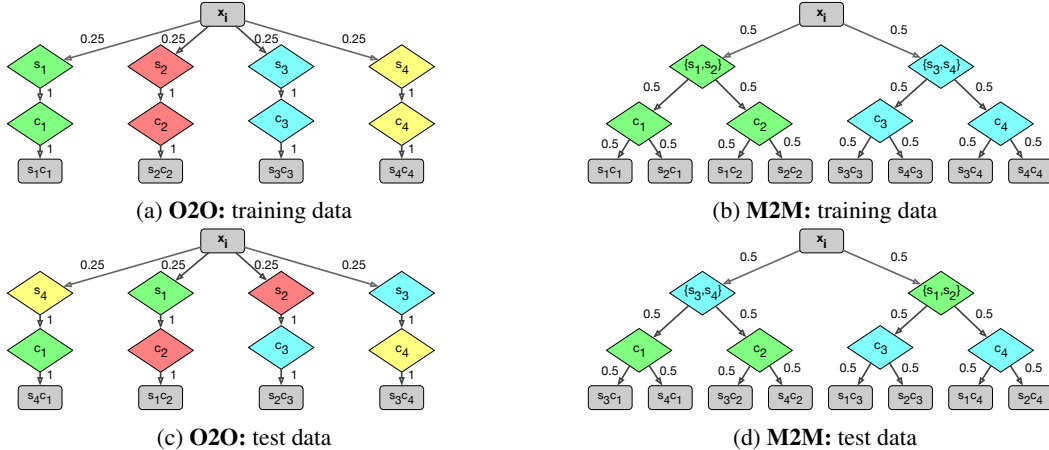 x_i
0.25 0.25 0.25 0.25
s_1 s_2 s_3 s_4
1 1 1 1
c_1 c_2 c_3 c_4
1 1 1 1
s_1c_1 s_2c_2 s_3c_3 s_4c_4
(a) O2O: training data
x_i
0.5 0.5
{s_1,s_2} {s_3,s_4}
0.5 0.5 0.5 0.5
c_1 c_2 c_3 c_4
0.5 0.5 0.5 0.5 0.5 0.5 0.5 0.5
s_1c_1 s_2c_1 s_1c_2 s_2c_2 s_3c_3 s_4c_3 s_3c_4 s_4c_4
(b) M2M: training data
x_i
0.25 0.25 0.25 0.25
s_4 s_1 s_2 s_3
1 1 1 1
c_1 c_2 c_3 c_4
1 1 1 1
s_4c_1 s_1c_2 s_2c_3 s_3c_4
(c) O2O: test data
x_i
0.5 0.5
{s_3,s_4} {s_1,s_2}
0.5 0.5 0.5 0.5
c_1 c_2 c_3 c_4
0.5 0.5 0.5 0.5 0.5 0.5 0.5 0.5
s_3c_1 s_4c_1 s_3c_2 s_4c_2 s_1c_3 s_2c_3 s_1c_4 s_2c_4
(d) M2M: test data